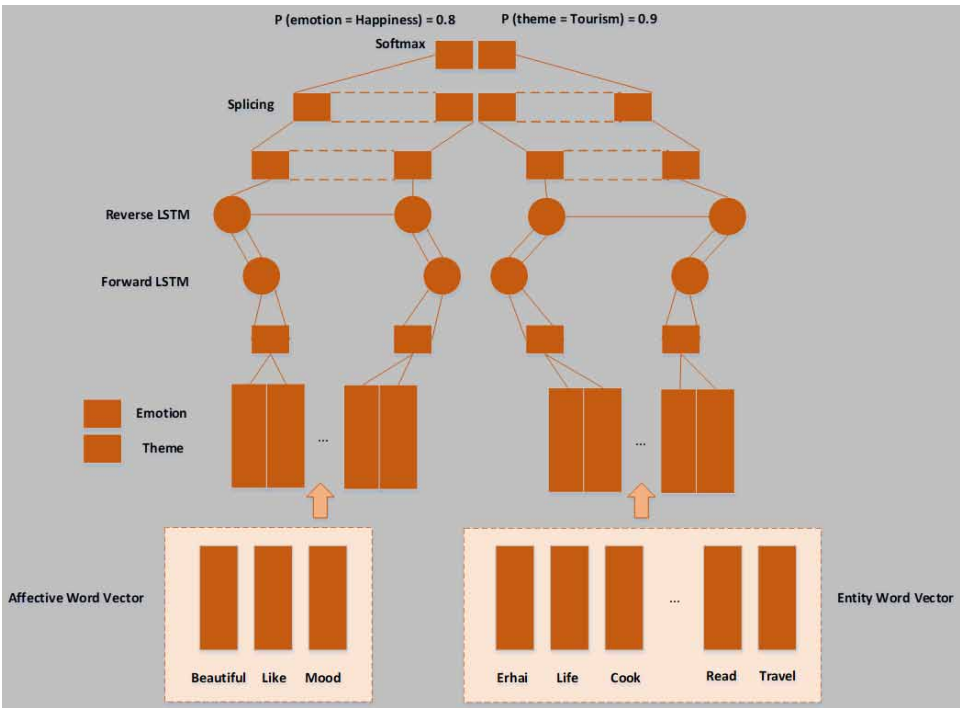 P (emotion = Happiness) = 0.8
P (theme = Tourism) = 0.9
Softmax
Splicing
Reverse LSTM
Forward LSTM
Emotion
Theme
...
...
Affective Word Vector
Beautiful Like Mood
Erhai Life Cook ... Read Travel
Entity Word Vector